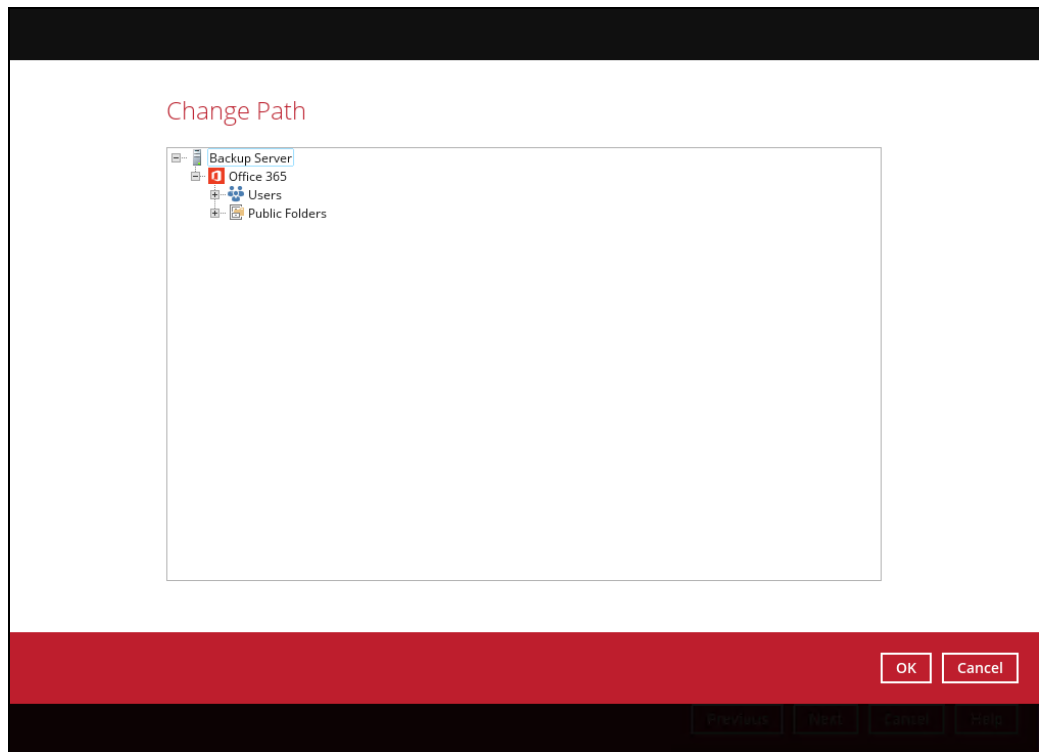 Change Path
Backup Server
Office 365
Users
Public Folders
OK Cancel
Previous Next Cancel Help